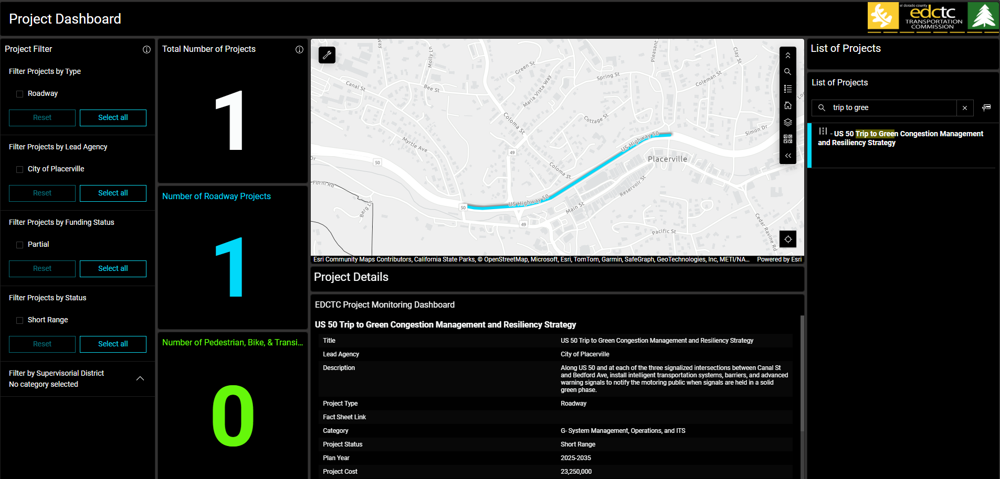 Project Dashboard
el dorado county
edctc
TRANSPORTATION
COMMISSION
Project Filter
Filter Projects by Type
Roadway
Reset
Select all
Filter Projects by Lead Agency
City of Placerville
Reset
Select all
Filter Projects by Funding Status
Partial
Reset
Select all
Filter Projects by Status
Short Range
Reset
Select all
Filter by Supervisorial District
No category selected
Total Number of Projects
1
Number of Roadway Projects
1
Number of Pedestrian, Bike, & Transi...
0
Way
Molly Ln
Green St
Pleasant
Clay St
Spring St
Coleman St
Canal St
Bee St
Maria Vista Way
Coloma St
Cottage St
Simon Dr
Myrtle Ave
US Highway 50
49
50
Dr
Placerville
Coloma St
Forni Rd
Reservoir St
US Highway 50
50
Berg Ln
Main St
49
Pacific St
Cedar Ravine Rd
Esri Community Maps Contributors, California State Parks, © OpenStreetMap, Microsoft, Esri, TomTom, Garmin, SafeGraph, GeoTechnologies, Inc, METI/NA...
Powered by Esri
Project Details
EDCTC Project Monitoring Dashboard
US 50 Trip to Green Congestion Management and Resiliency Strategy
Title US 50 Trip to Green Congestion Management and Resiliency Strategy
Lead Agency City of Placerville
Description Along US 50 and at each of the three signalized intersections between Canal St
and Bedford Ave, install intelligent transportation systems, barriers, and advanced
warning signals to notify the motoring public when signals are held in a solid
green phase.
Project Type Roadway
Fact Sheet Link
Category G- System Management, Operations, and ITS
Project Status Short Range
Plan Year 2025-2035
Project Cost 23,250,000
List of Projects
List of Projects
trip to gree
- US 50 Trip to Green Congestion Management
and Resiliency Strategy